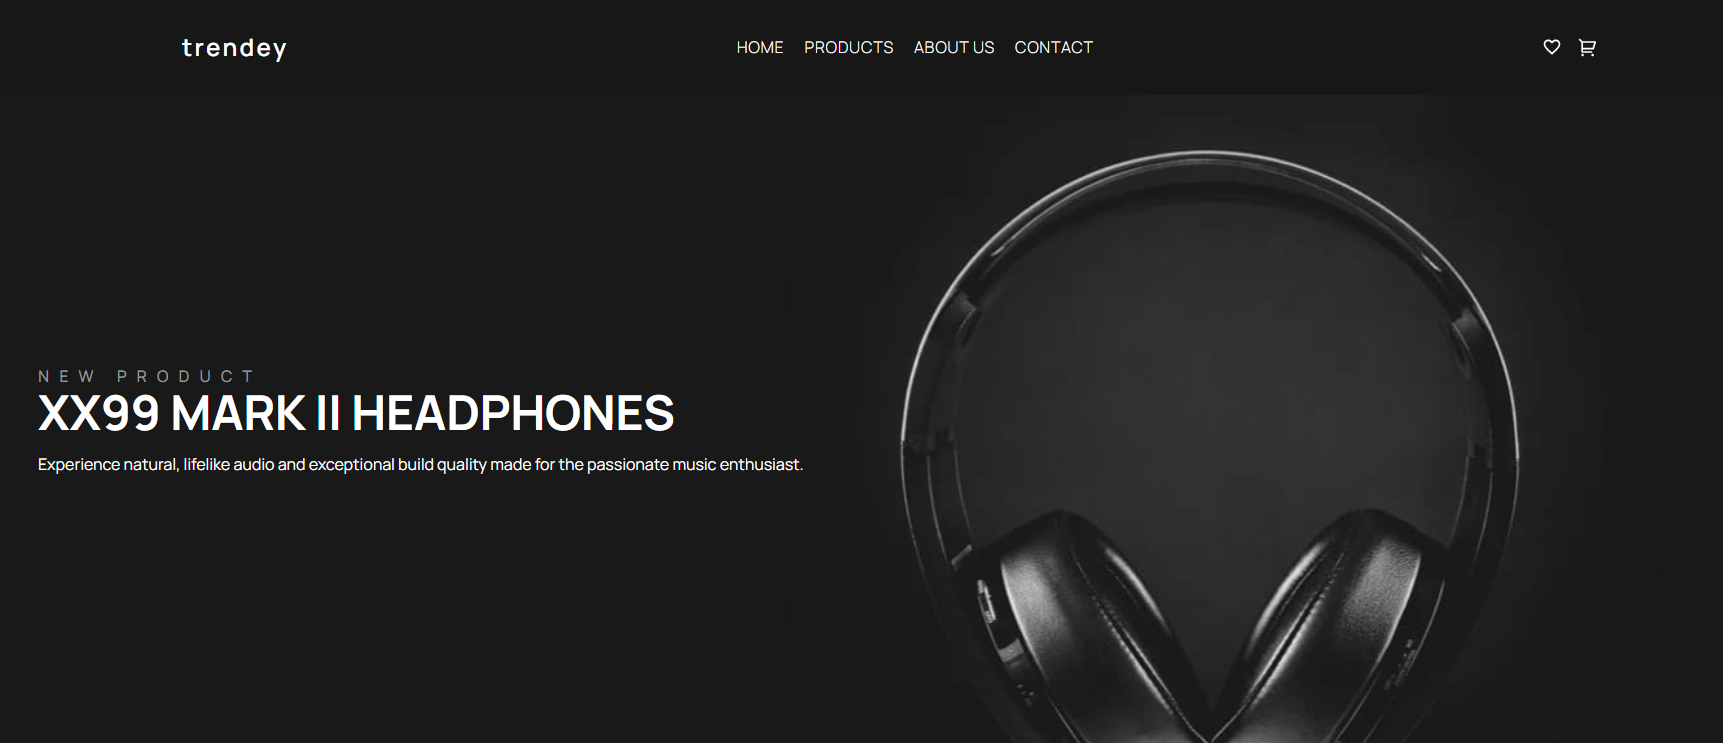 trendey
HOME PRODUCTS ABOUT US CONTACT
NEW PRODUCT
XX99 MARK II HEADPHONES
Experience natural, lifelike audio and exceptional build quality made for the passionate music enthusiast.